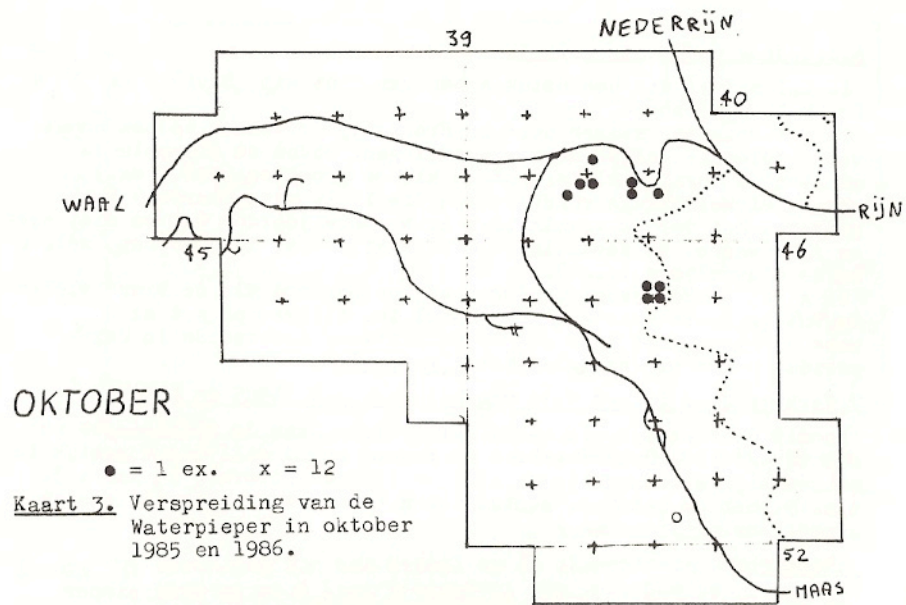 39
NEDERRIJN
40
WAAL
RIJN
45
46
OKTOBER
● = 1 ex. x = 12
Kaart 3. Verspreiding van de
Waterpieper in oktober
1985 en 1986.
52
MAAS